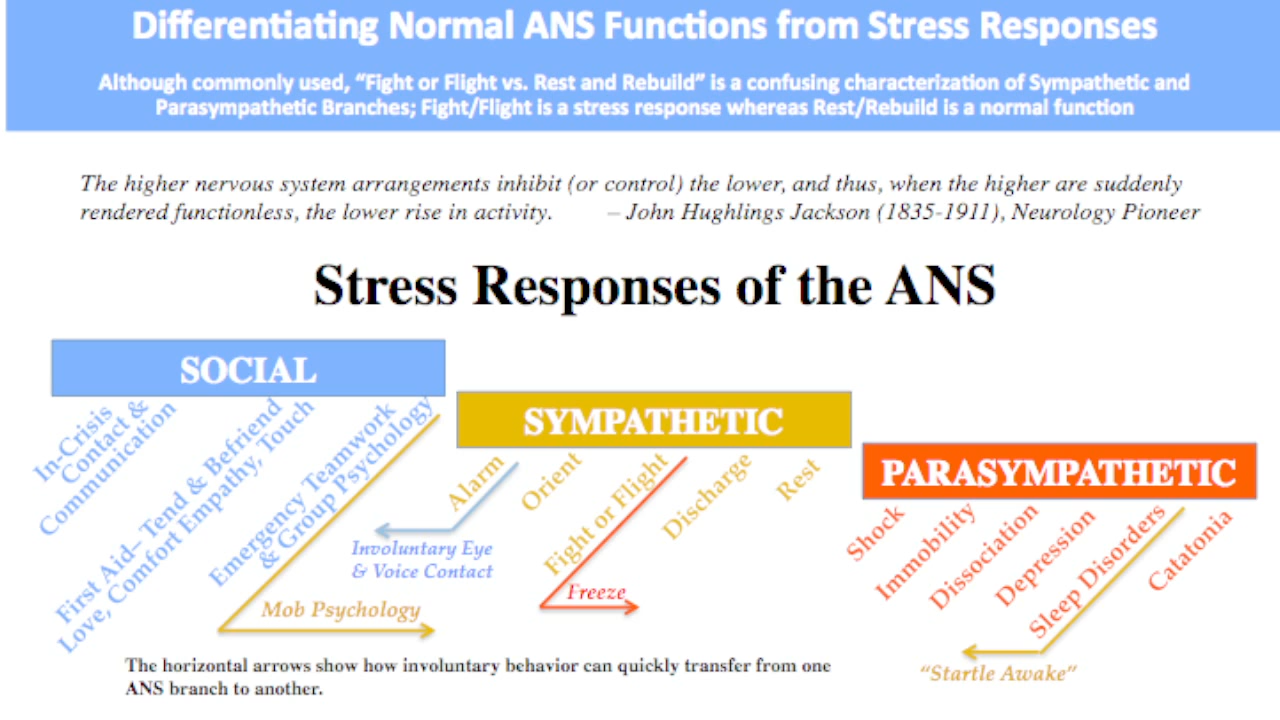 Differentiating Normal ANS Functions from Stress Responses
Although commonly used, “Fight or Flight vs. Rest and Rebuild” is a confusing characterization of Sympathetic and
Parasympathetic Branches; Fight/Flight is a stress response whereas Rest/Rebuild is a normal function
The higher nervous system arrangements inhibit (or control) the lower, and thus, when the higher are suddenly
rendered functionless, the lower rise in activity. – John Hughlings Jackson (1835-1911), Neurology Pioneer
Stress Responses of the ANS
SOCIAL
In-Crisis
Contact &
Communication
First Aid– Tend & Befriend
Love, Comfort Empathy, Touch
Emergency Teamwork
& Group Psychology
Mob Psychology
SYMPATHETIC
Alarm
Involuntary Eye
& Voice Contact
Orient
Fight or Flight
Freeze
Discharge
Rest
PARASYMPATHETIC
Shock
Immobility
Dissociation
Depression
Sleep Disorders
Catatonia
“Startle Awake”
The horizontal arrows show how involuntary behavior can quickly transfer from one
ANS branch to another.